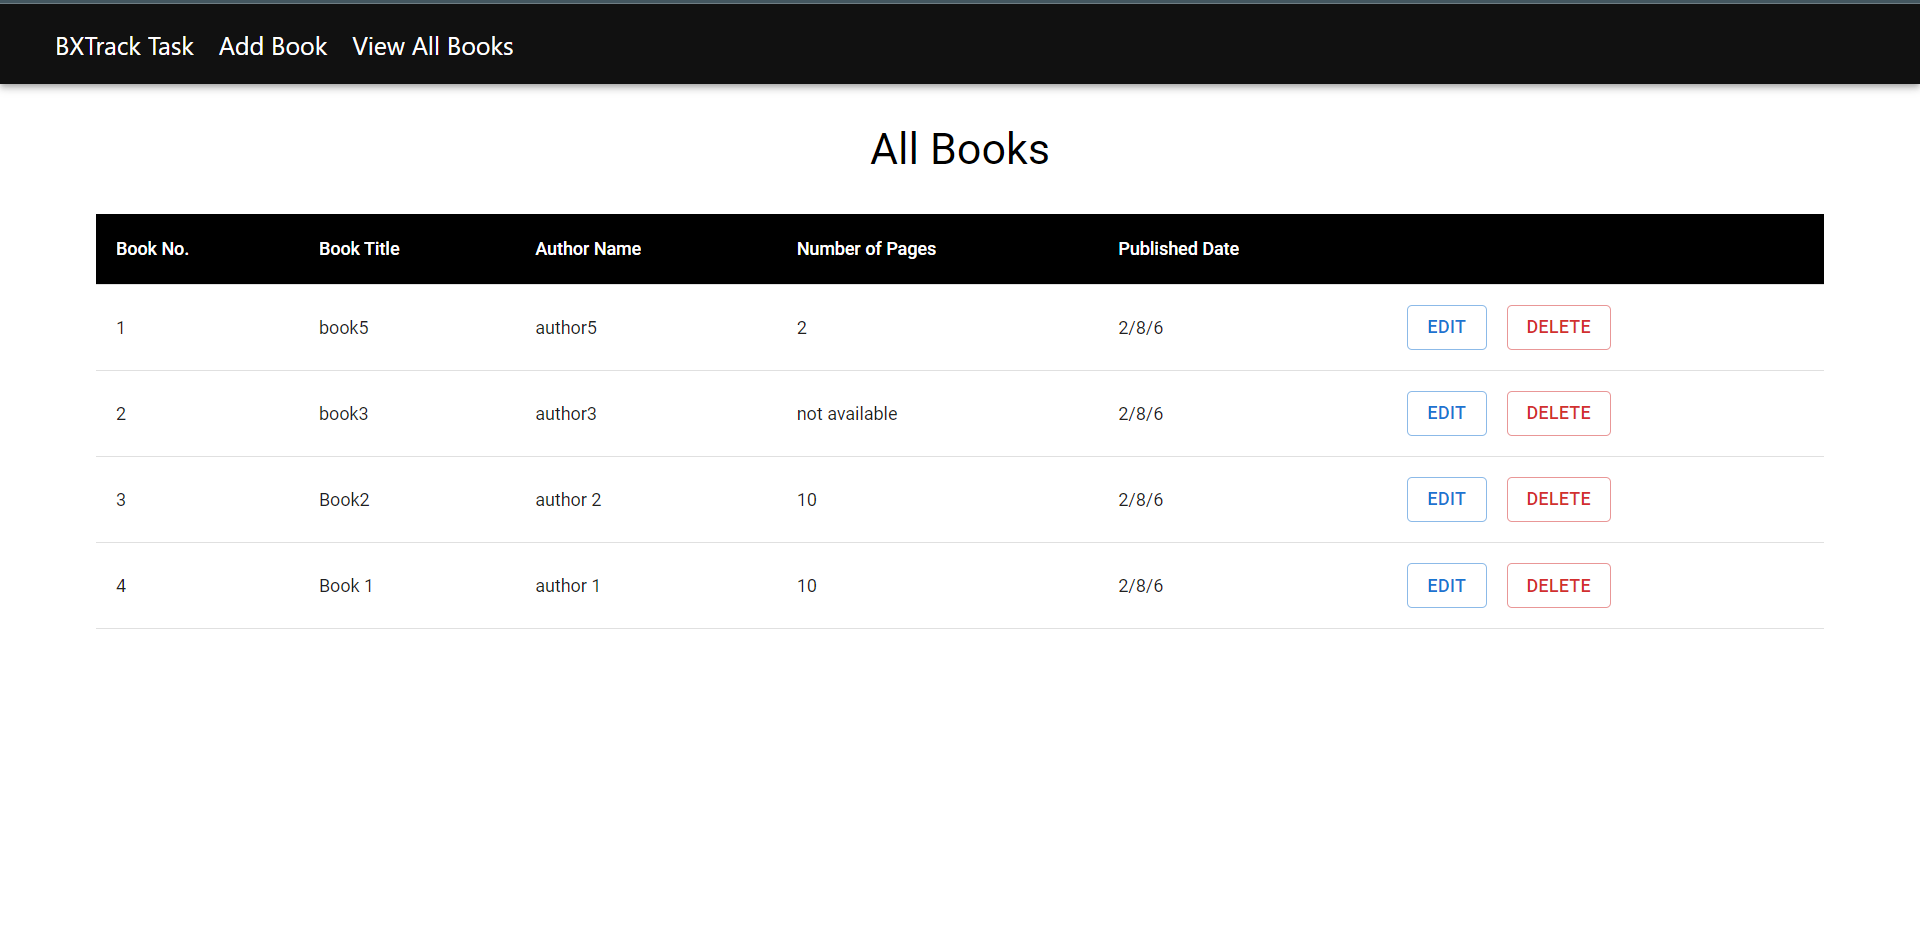 BXTrack Task Add Book View All Books
All Books
Book No. Book Title Author Name Number of Pages Published Date
1 book5 author5 2 2/8/6 EDIT DELETE
2 book3 author3 not available 2/8/6 EDIT DELETE
3 Book2 author 2 10 2/8/6 EDIT DELETE
4 Book 1 author 1 10 2/8/6 EDIT DELETE